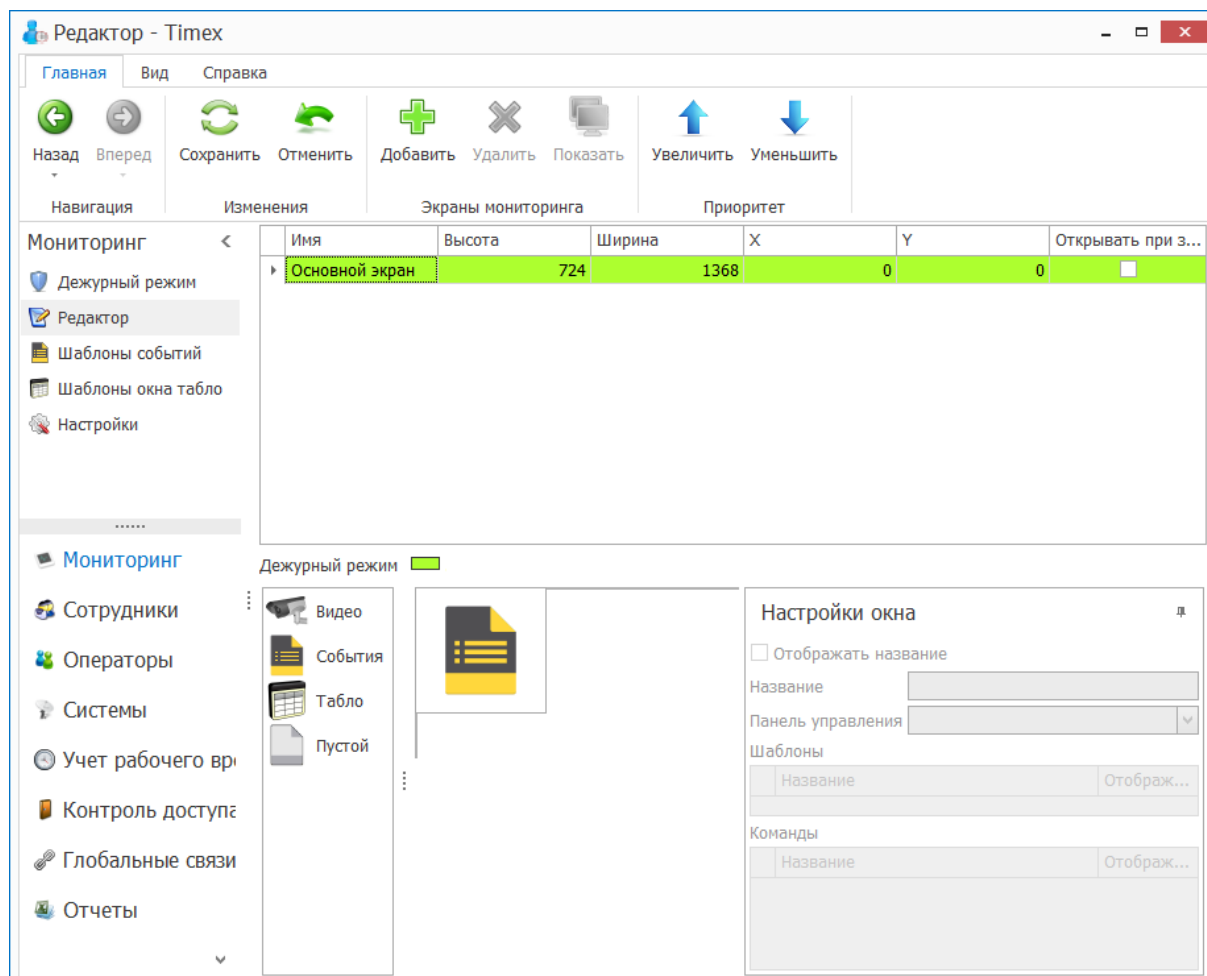 Редактор - Timex
Главная Вид Справка
Назад Вперед Сохранить Отменить Добавить Удалить Показать Увеличить Уменьшить
Навигация Изменения Экраны мониторинга Приоритет
Мониторинг
Дежурный режим
Редактор
Шаблоны событий
Шаблоны окна табло
Настройки
Имя Высота Ширина X Y Открывать при з...
Основной экран 724 1368 0 0
Мониторинг
Сотрудники
Операторы
Системы
Учет рабочего вр
Контроль доступа
Глобальные связи
Отчеты
Дежурный режим
Видео
События
Табло
Пустой
Настройки окна
Отображать название
Название
Панель управления
Шаблоны
Название Отображ...
Команды
Название Отображ...